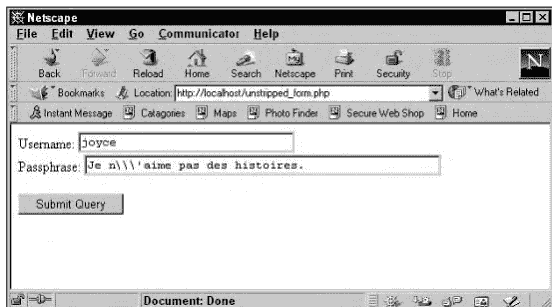 Netscape
File Edit View Go Communicator Help
Back Forward Reload Home Search Netscape Print Security Stop
N
Bookmarks Location: http://localhost/unstripped_form.php What's Related
Instant Message Catagories Maps Photo Finder Secure Web Shop Home
Username: joyce
Passphrase: Je n\\\'aime pas des histoires.
Submit Query
Document: Done